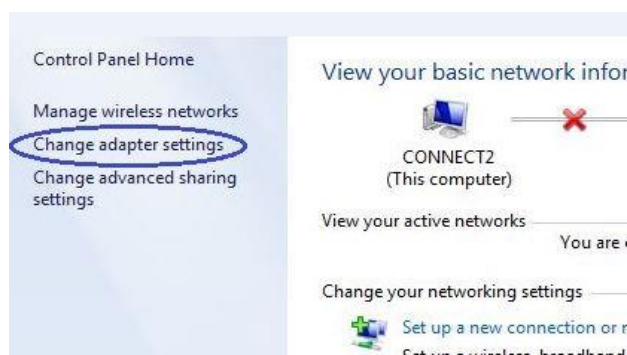 Control Panel Home
Manage wireless networks
Change adapter settings
Change advanced sharing
settings
View your basic network infor
CONNECT2
(This computer)
View your active networks
You are
Change your networking settings
Set up a new connection or